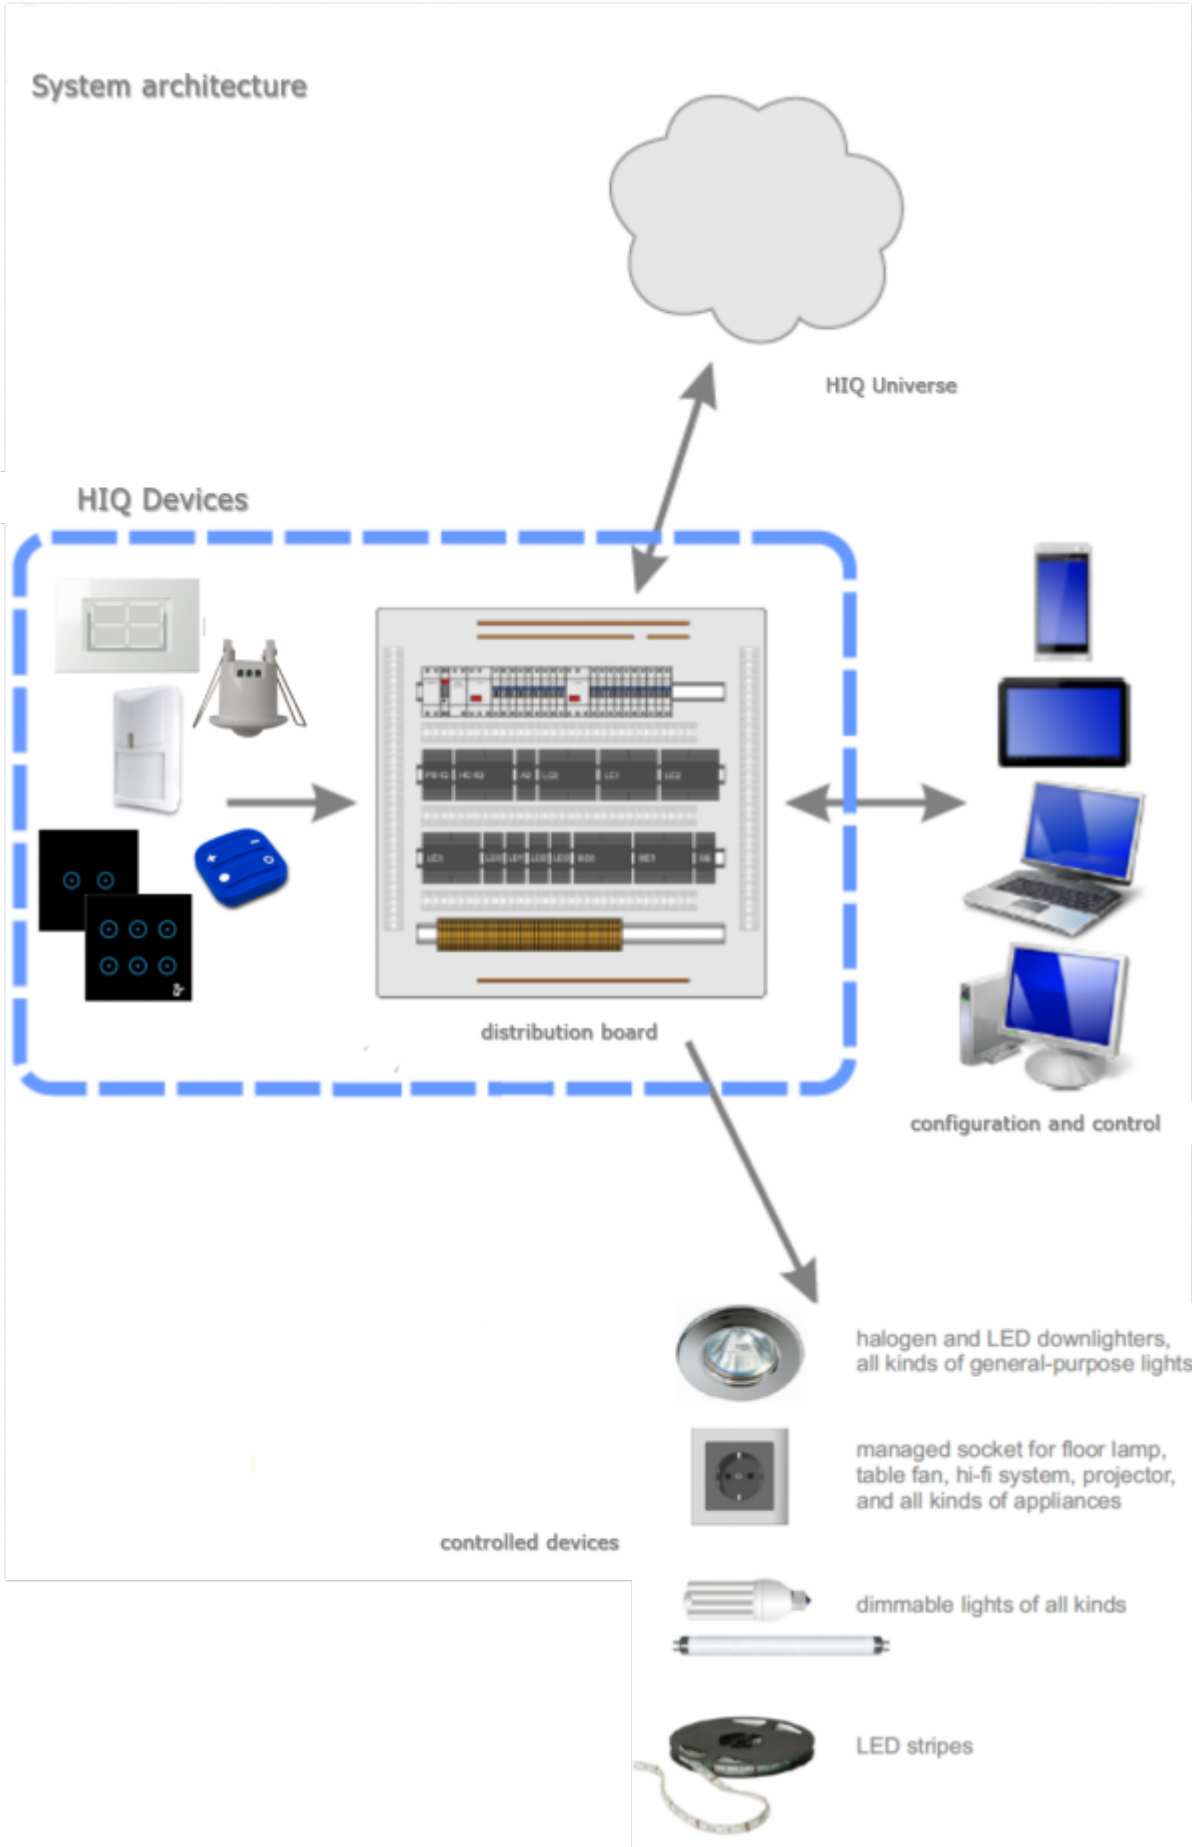 System architecture
HIQ Universe
HIQ Devices
distribution board
configuration and control
halogen and LED downlighters,
all kinds of general-purpose lights
managed socket for floor lamp,
table fan, hi-fi system, projector,
and all kinds of appliances
controlled devices
dimmable lights of all kinds
LED stripes